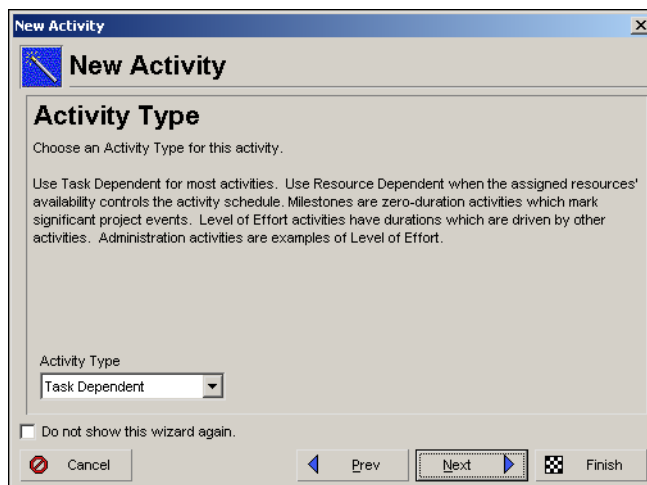 New Activity
New Activity
Activity Type
Choose an Activity Type for this activity.
Use Task Dependent for most activities.  Use Resource Dependent when the assigned resources'
availability controls the activity schedule. Milestones are zero-duration activities which mark
significant project events.  Level of Effort activities have durations which are driven by other
activities.  Administration activities are examples of Level of Effort.
Activity Type
Task Dependent
Do not show this wizard again.
Cancel
Prev
Next
Finish